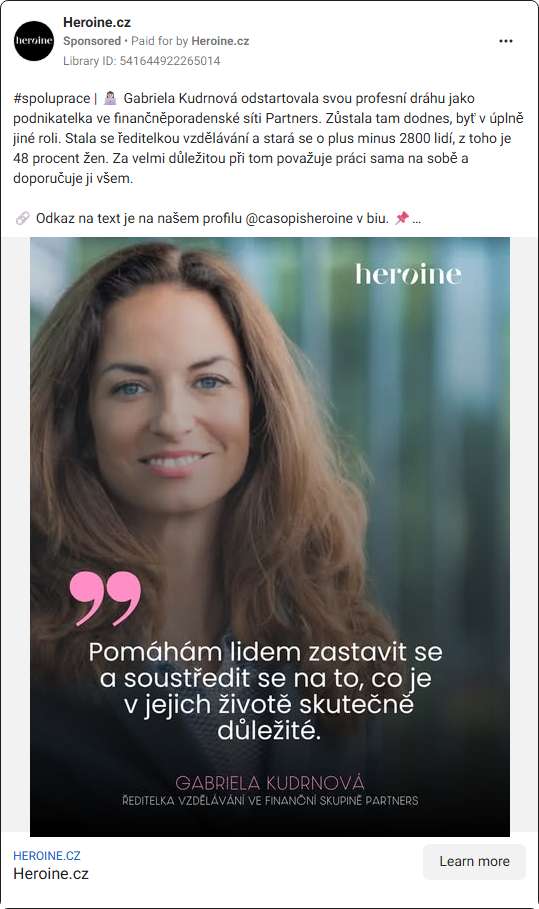 heroine
Heroine.cz
Sponsored • Paid for by Heroine.cz
Library ID: 541644922265014
#spoluprace | 👩🏻‍💼 Gabriela Kudrnová odstartovala svou profesní dráhu jako
podnikatelka ve finančněporadenské síti Partners. Zůstala tam dodnes, byť v úplně
jiné roli. Stala se ředitelkou vzdělávání a stará se o plus minus 2800 lidí, z toho je
48 procent žen. Za velmi důležitou při tom považuje práci sama na sobě a
doporučuje ji všem.
🔗 Odkaz na text je na našem profilu @casopisheroine v biu. 📌 ...
heroine
”
Pomáhám lidem zastavit se
a soustředit se na to, co je
v jejich životě skutečně
důležité.
GABRIELA KUDRNOVÁ
ŘEDITELKA VZDĚLÁVÁNÍ VE FINANČNÍ SKUPINĚ PARTNERS
HEROINE.CZ
Heroine.cz
Learn more